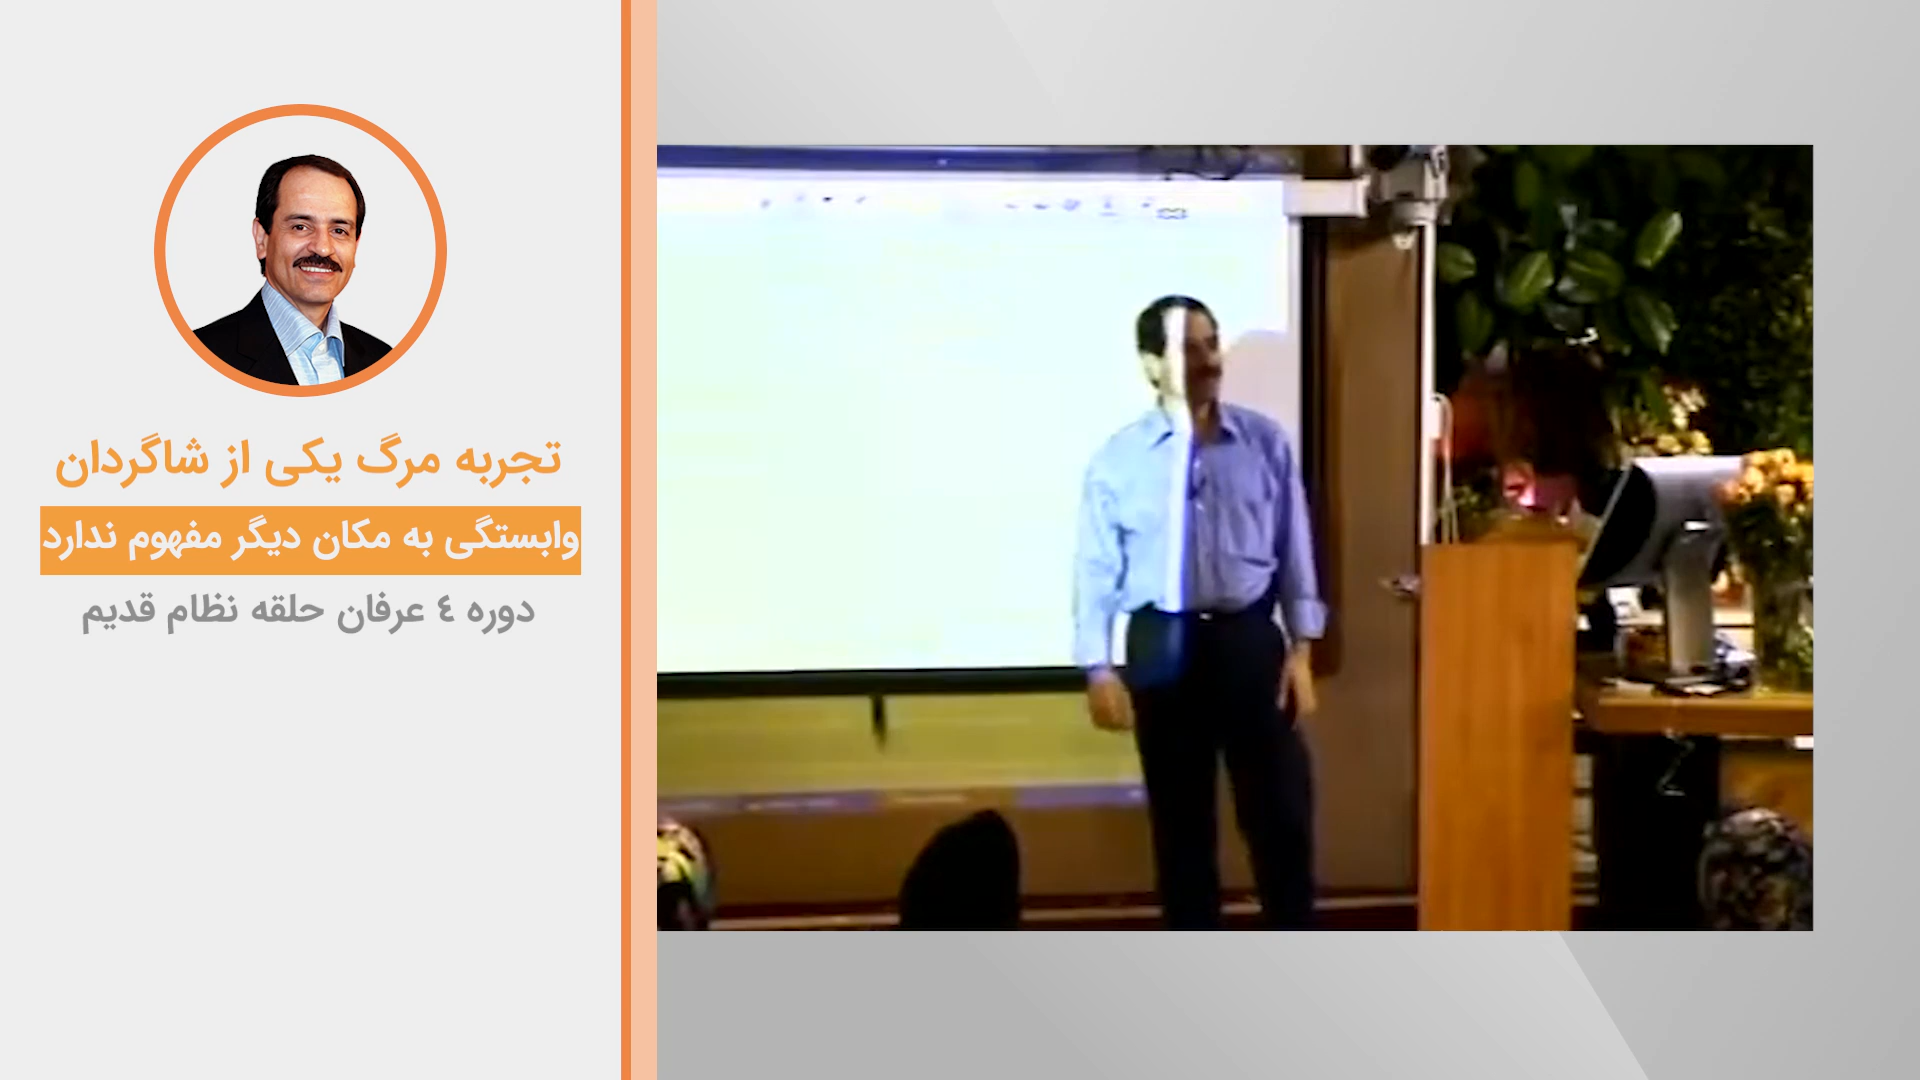 تجربه مرگ یکی از شاگردان
وابستگی به مکان دیگر مفهوم ندارد
دوره ٤ عرفان حلقه نظام قدیم